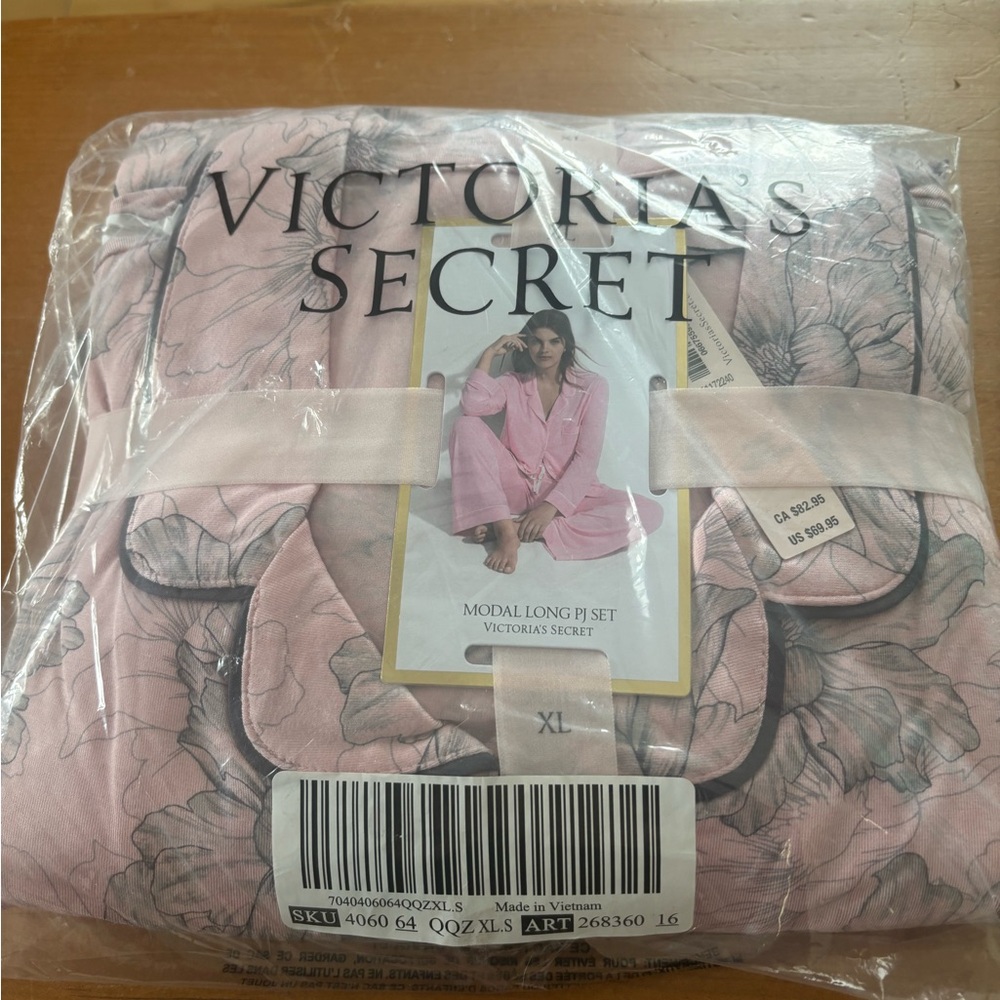 VICTORIA'S
SECRET
VictoriasSecret
CA $82.95
US $69.95
MODAL LONG PJ SET
VICTORIA'S SECRET
XL
7040406064QQZXL.S Made in Vietnam
SKU 4060 64 QQZ XL.S ART 268360 16